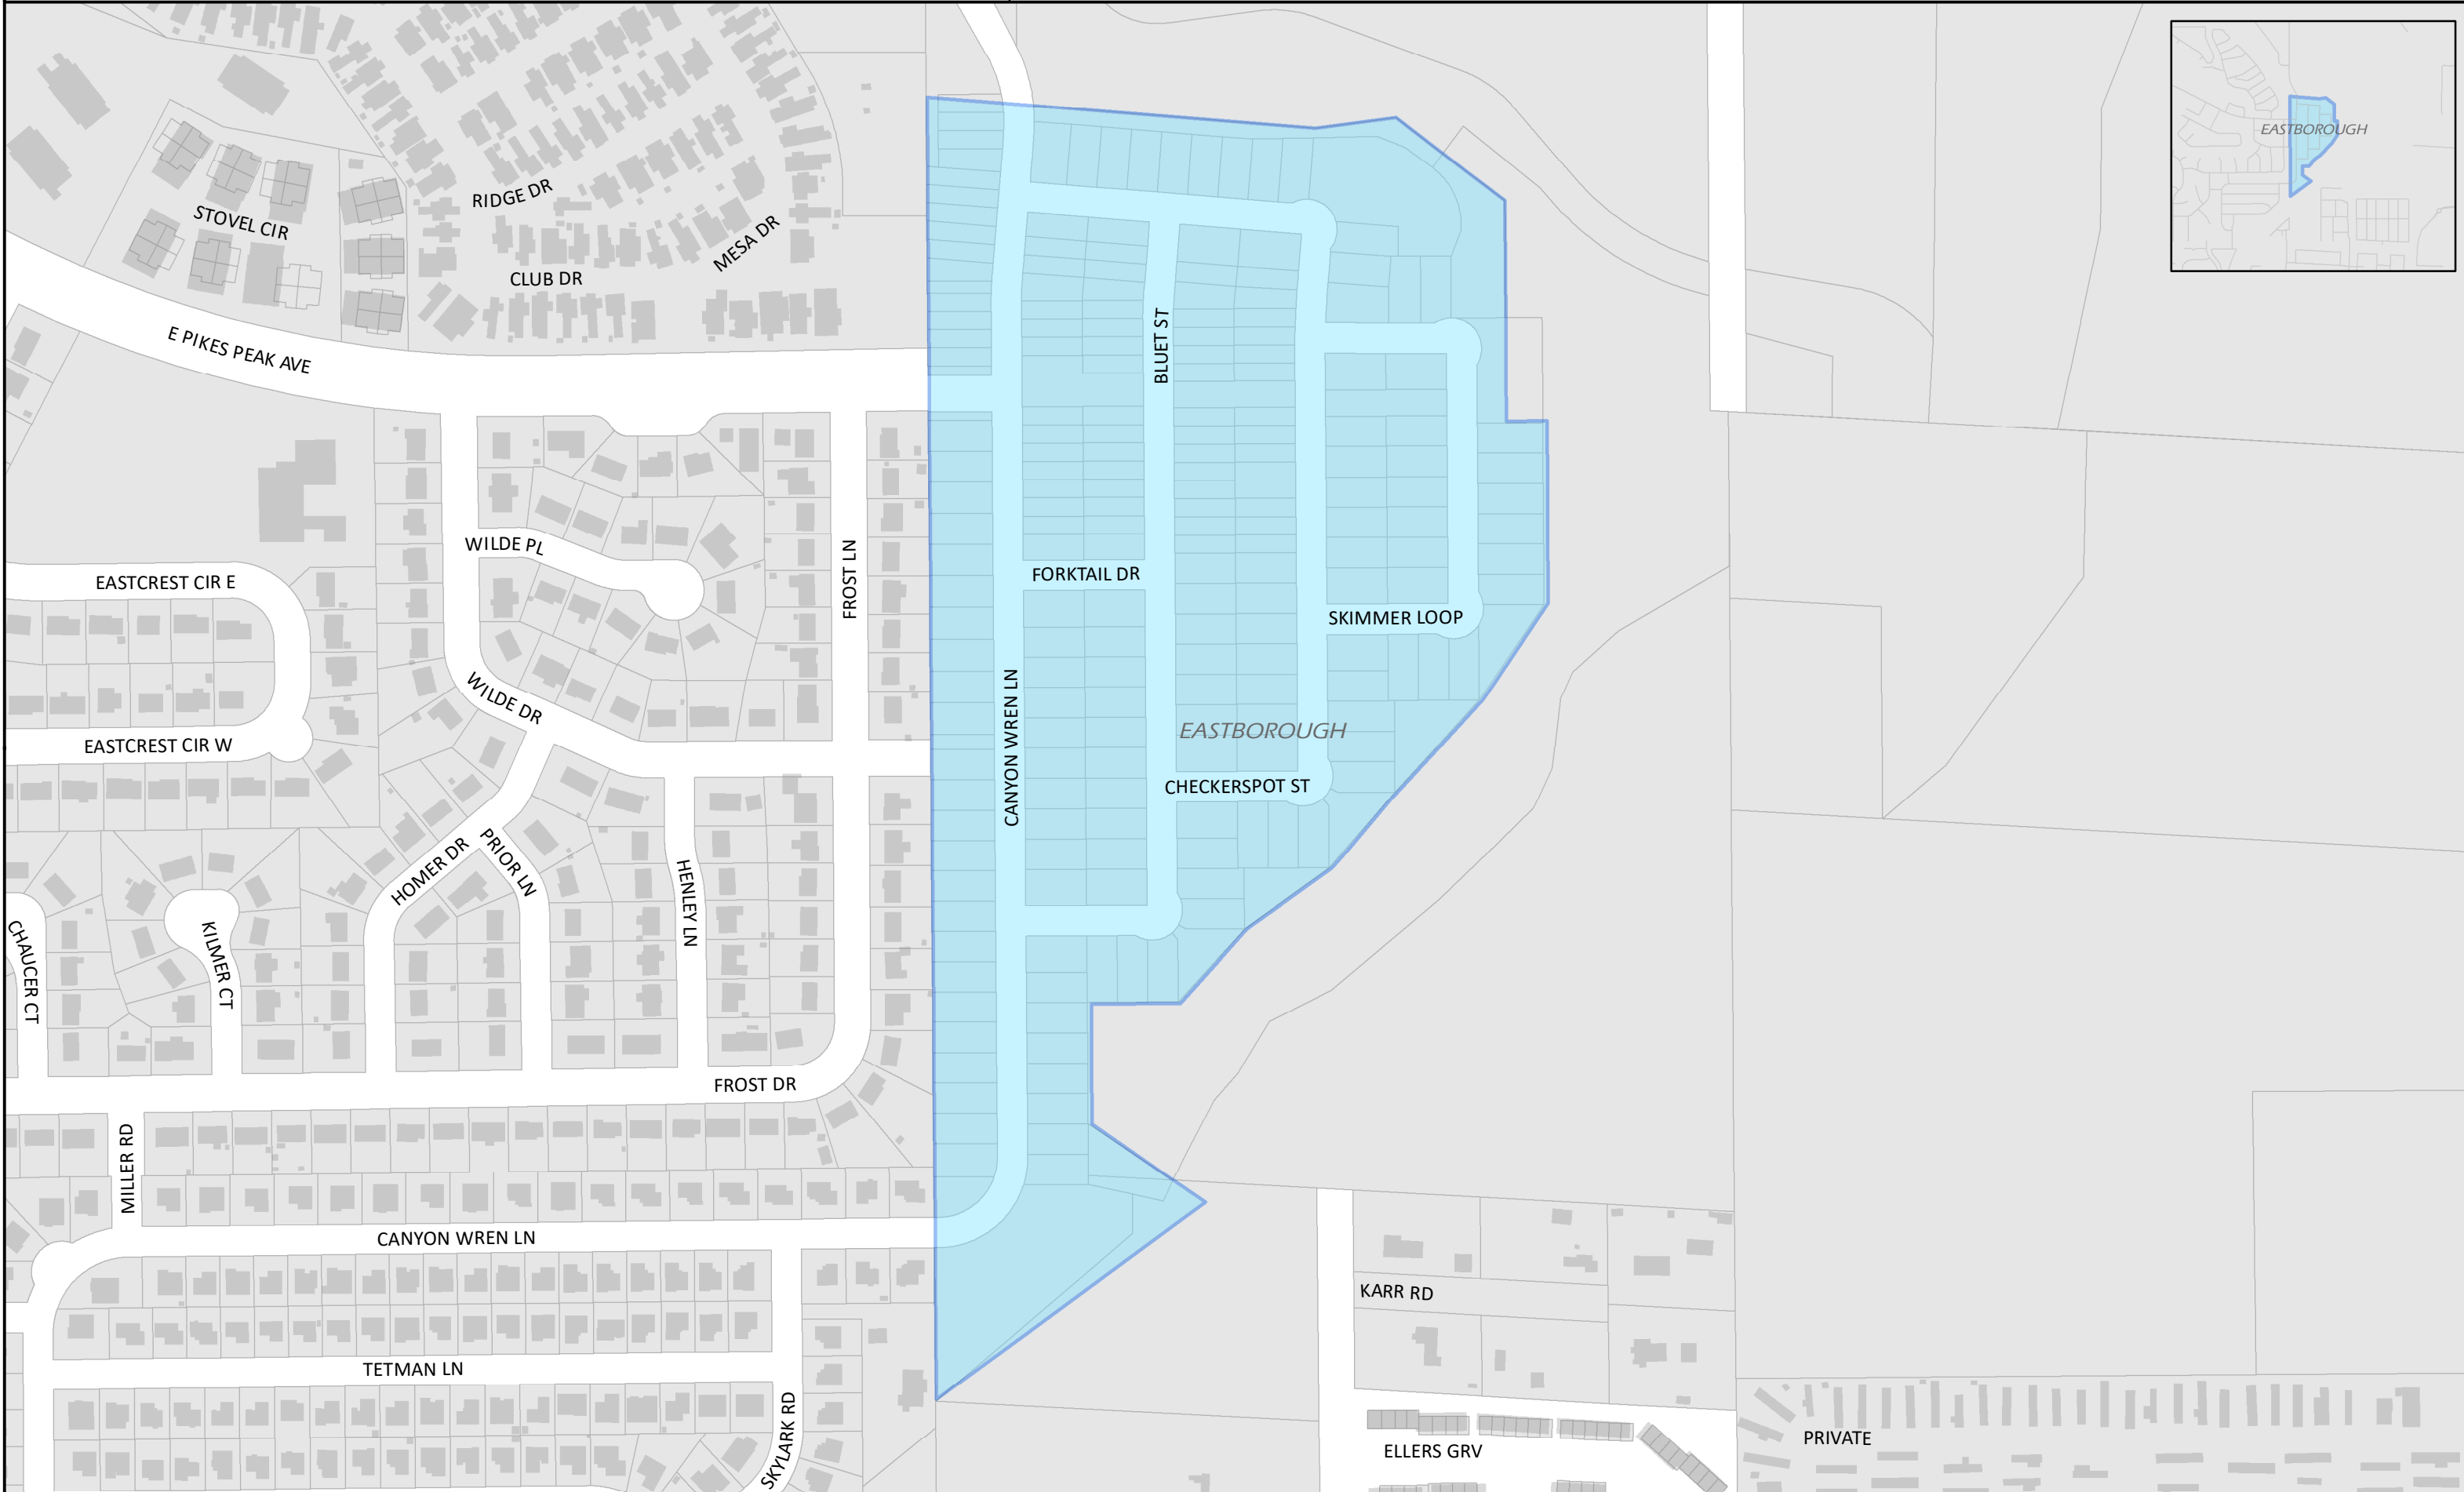 EASTBOROUGH
RIDGE DR
STOVEL CIR
MESA DR
CLUB DR
E PIKES PEAK AVE
BLUET ST
WILDE PL
FROST LN
FORKTAIL DR
EASTCREST CIR E
SKIMMER LOOP
WILDE DR
CANYON WREN LN
EASTBOROUGH
EASTCREST CIR W
CHECKERSPOT ST
HOMER DR
PRIOR LN
HENLEY LN
CHAUCER CT
KILMER CT
FROST DR
MILLER RD
CANYON WREN LN
KARR RD
TETMAN LN
SKYLARK RD
ELLERS GRV
PRIVATE